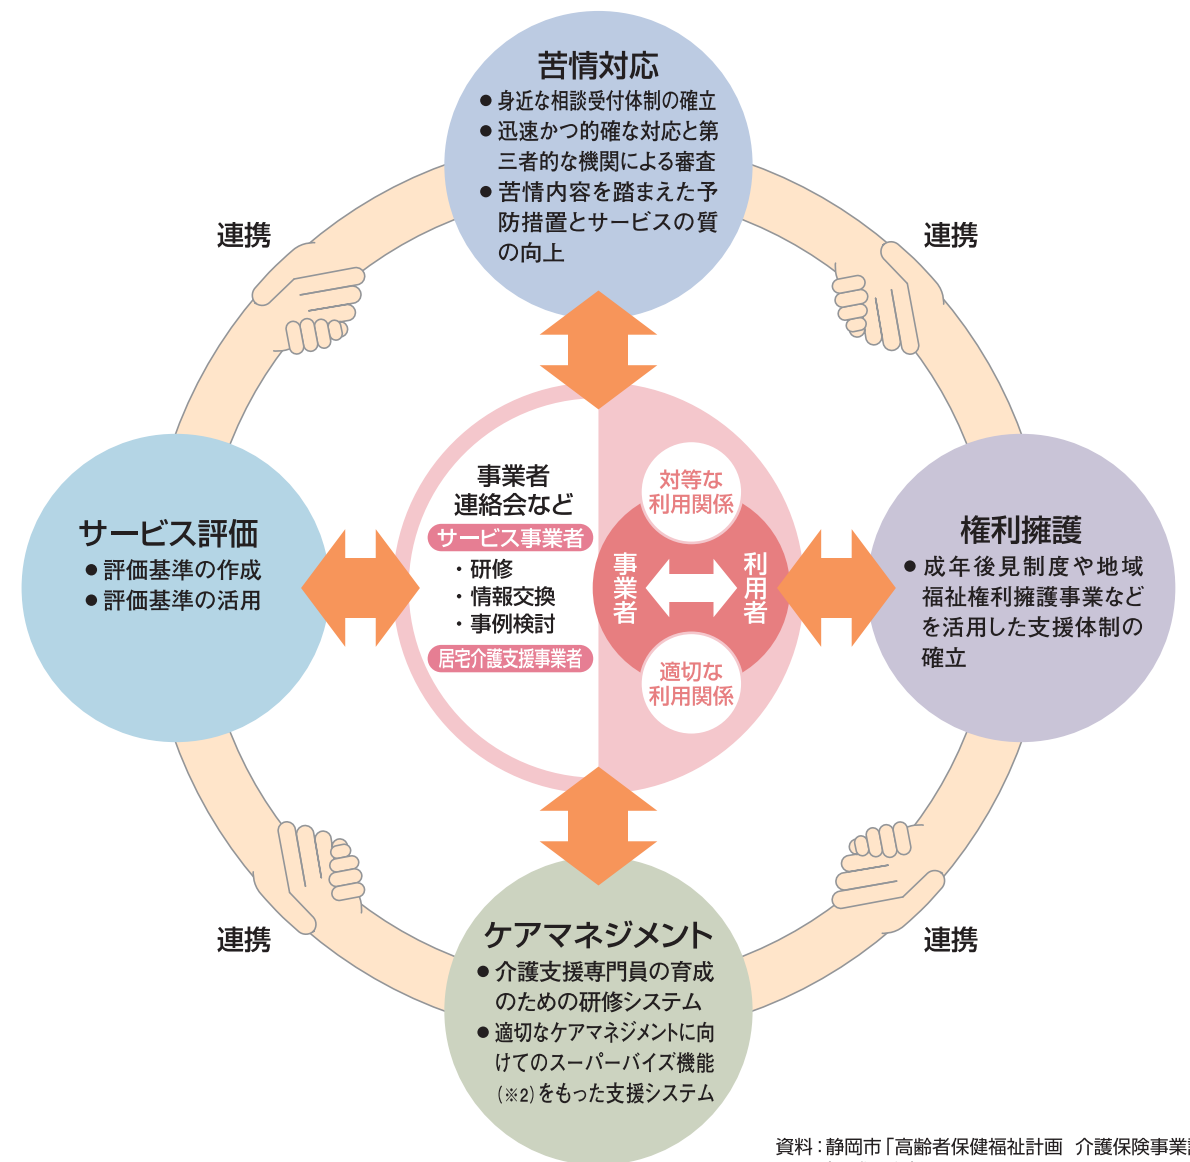 苦情対応
●身近な相談受付体制の確立
●迅速かつ的確な対応と第
三者的な機関による審査
●苦情内容を踏まえた予
防措置とサービスの質
の向上
連携
連携
サービス評価
●評価基準の作成
●評価基準の活用
事業者
連絡会など
サービス事業者
・研修
・情報交換
・事例検討
居宅介護支援事業者
対等な
利用関係
事業者
利用者
適切な
利用関係
権利擁護
●成年後見制度や地域
福祉権利擁護事業など
を活用した支援体制の
確立
連携
連携
ケアマネジメント
●介護支援専門員の育成
のための研修システム
●適切なケアマネジメントに向
けてのスーパーバイズ機能
(※2)をもった支援システム
資料:静岡市「高齢者保健福祉計画 介護保険事業